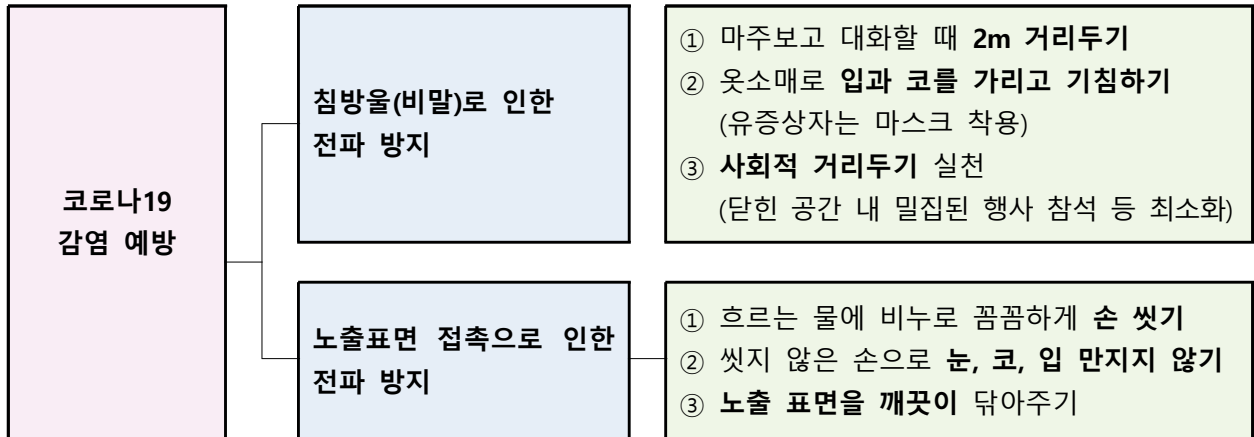 코로나19
감염 예방
침방울(비말)로 인한
전파 방지
① 마주보고 대화할 때 2m 거리두기
② 옷소매로 입과 코를 가리고 기침하기
(유증상자는 마스크 착용)
③ 사회적 거리두기 실천
(닫힌 공간 내 밀집된 행사 참석 등 최소화)
노출표면 접촉으로 인한
전파 방지
① 흐르는 물에 비누로 꼼꼼하게 손 씻기
② 씻지 않은 손으로 눈, 코, 입 만지지 않기
③ 노출 표면을 깨끗이 닦아주기